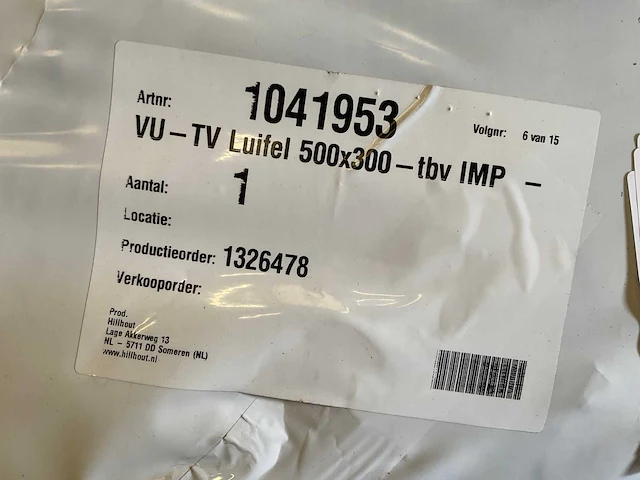 Artnr: 1041953 Volgnr: 6 van 15
VU-TV Luifel 500x300-tbv IMP -
Aantal: 1
Locatie:
Productieorder: 1326478
Verkooporder:
Prod.
Hillhout
Lage Akkerweg 13
NL - 5711 DD Someren (NL)
www.hillhout.nl